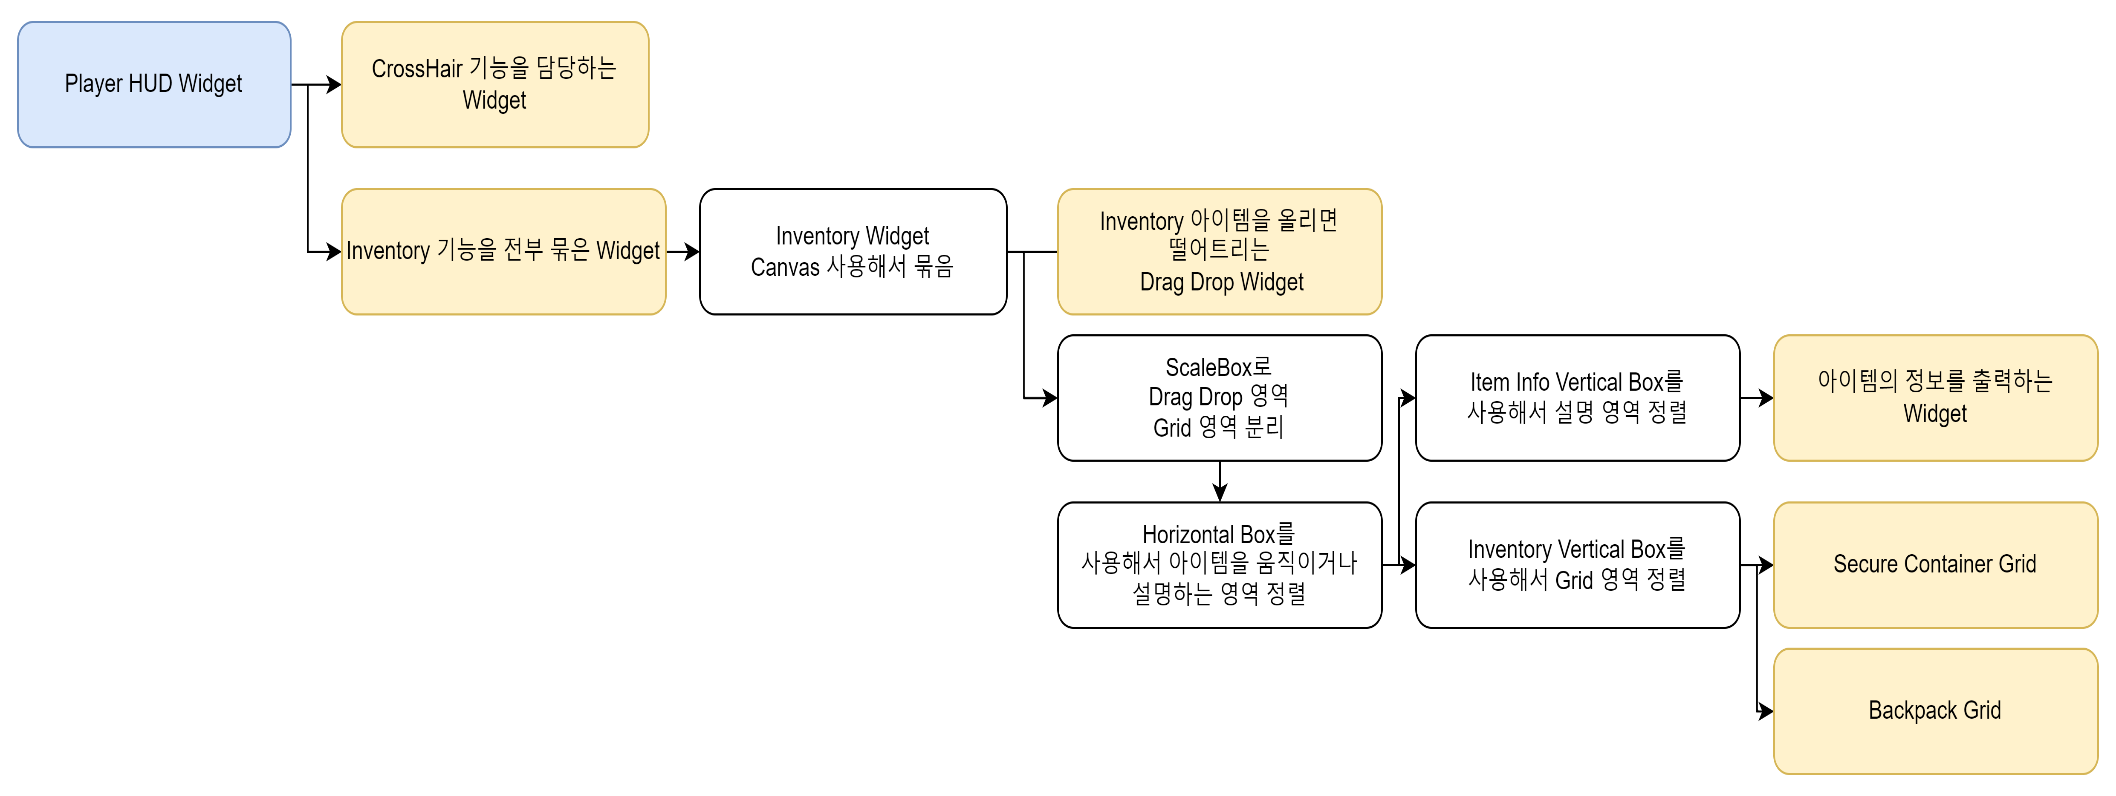 Player HUD Widget
CrossHair 기능을 담당하는
Widget
Inventory 기능을 전부 묶은 Widget
Inventory Widget
Canvas 사용해서 묶음
Inventory 아이템을 올리면
떨어트리는
Drag Drop Widget
ScaleBox로
Drag Drop 영역
Grid 영역 분리
Item Info Vertical Box를
사용해서 설명 영역 정렬
아이템의 정보를 출력하는
Widget
Horizontal Box를
사용해서 아이템을 움직이거나
설명하는 영역 정렬
Inventory Vertical Box를
사용해서 Grid 영역 정렬
Secure Container Grid
Backpack Grid